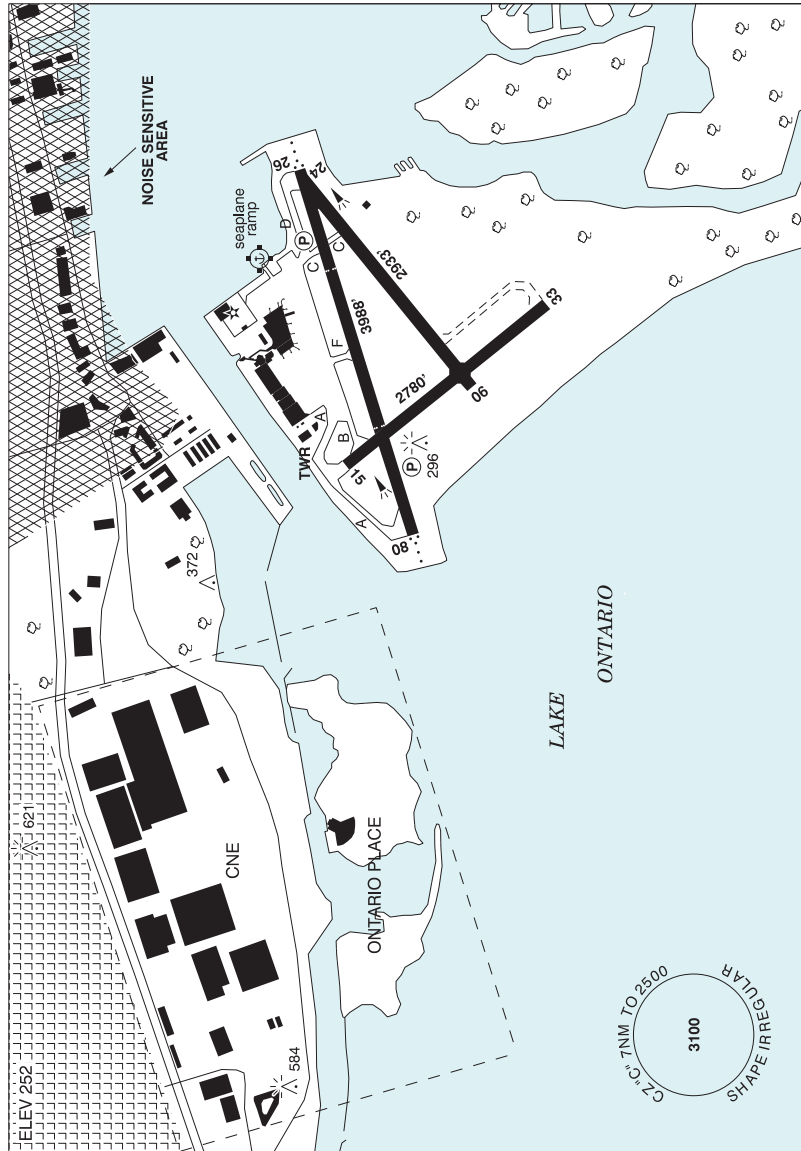 ELEV 252
621
CNE
584
ONTARIO PLACE
372
NOISE SENSITIVE
AREA
seaplane
ramp
26
24
D
P
C
C
2933'
3988'
F
33
2780'
06
A
B
TWR
15
P
296
A
08
LAKE
ONTARIO
CZ "C" 7NM TO 2500
3100
SHAPE IRREGULAR